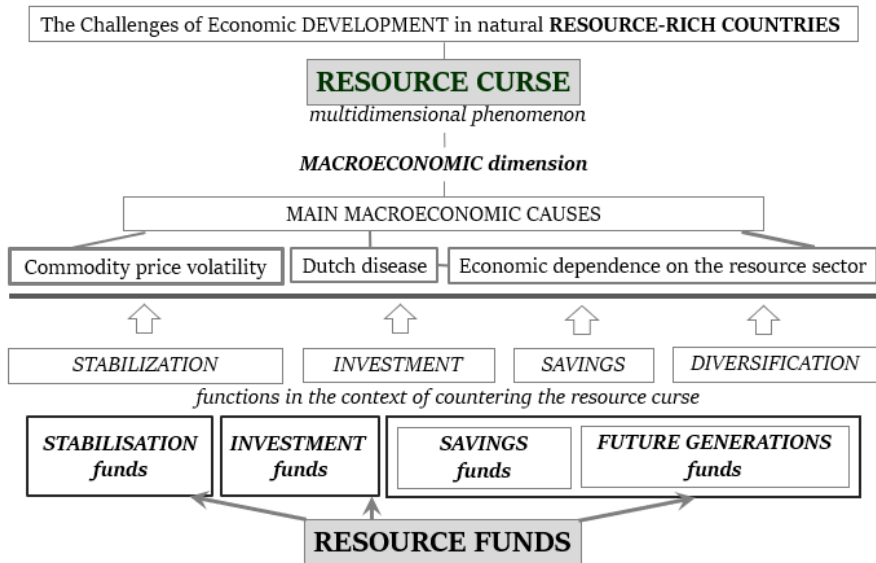 The Challenges of Economic DEVELOPMENT in natural RESOURCE-RICH COUNTRIES
RESOURCE CURSE
multidimensional phenomenon
MACROECONOMIC dimension
MAIN MACROECONOMIC CAUSES
Commodity price volatility
Dutch disease
Economic dependence on the resource sector
STABILIZATION
INVESTMENT
SAVINGS
DIVERSIFICATION
functions in the context of countering the resource curse
STABILISATION
funds
INVESTMENT
funds
SAVINGS
funds
FUTURE GENERATIONS
funds
RESOURCE FUNDS